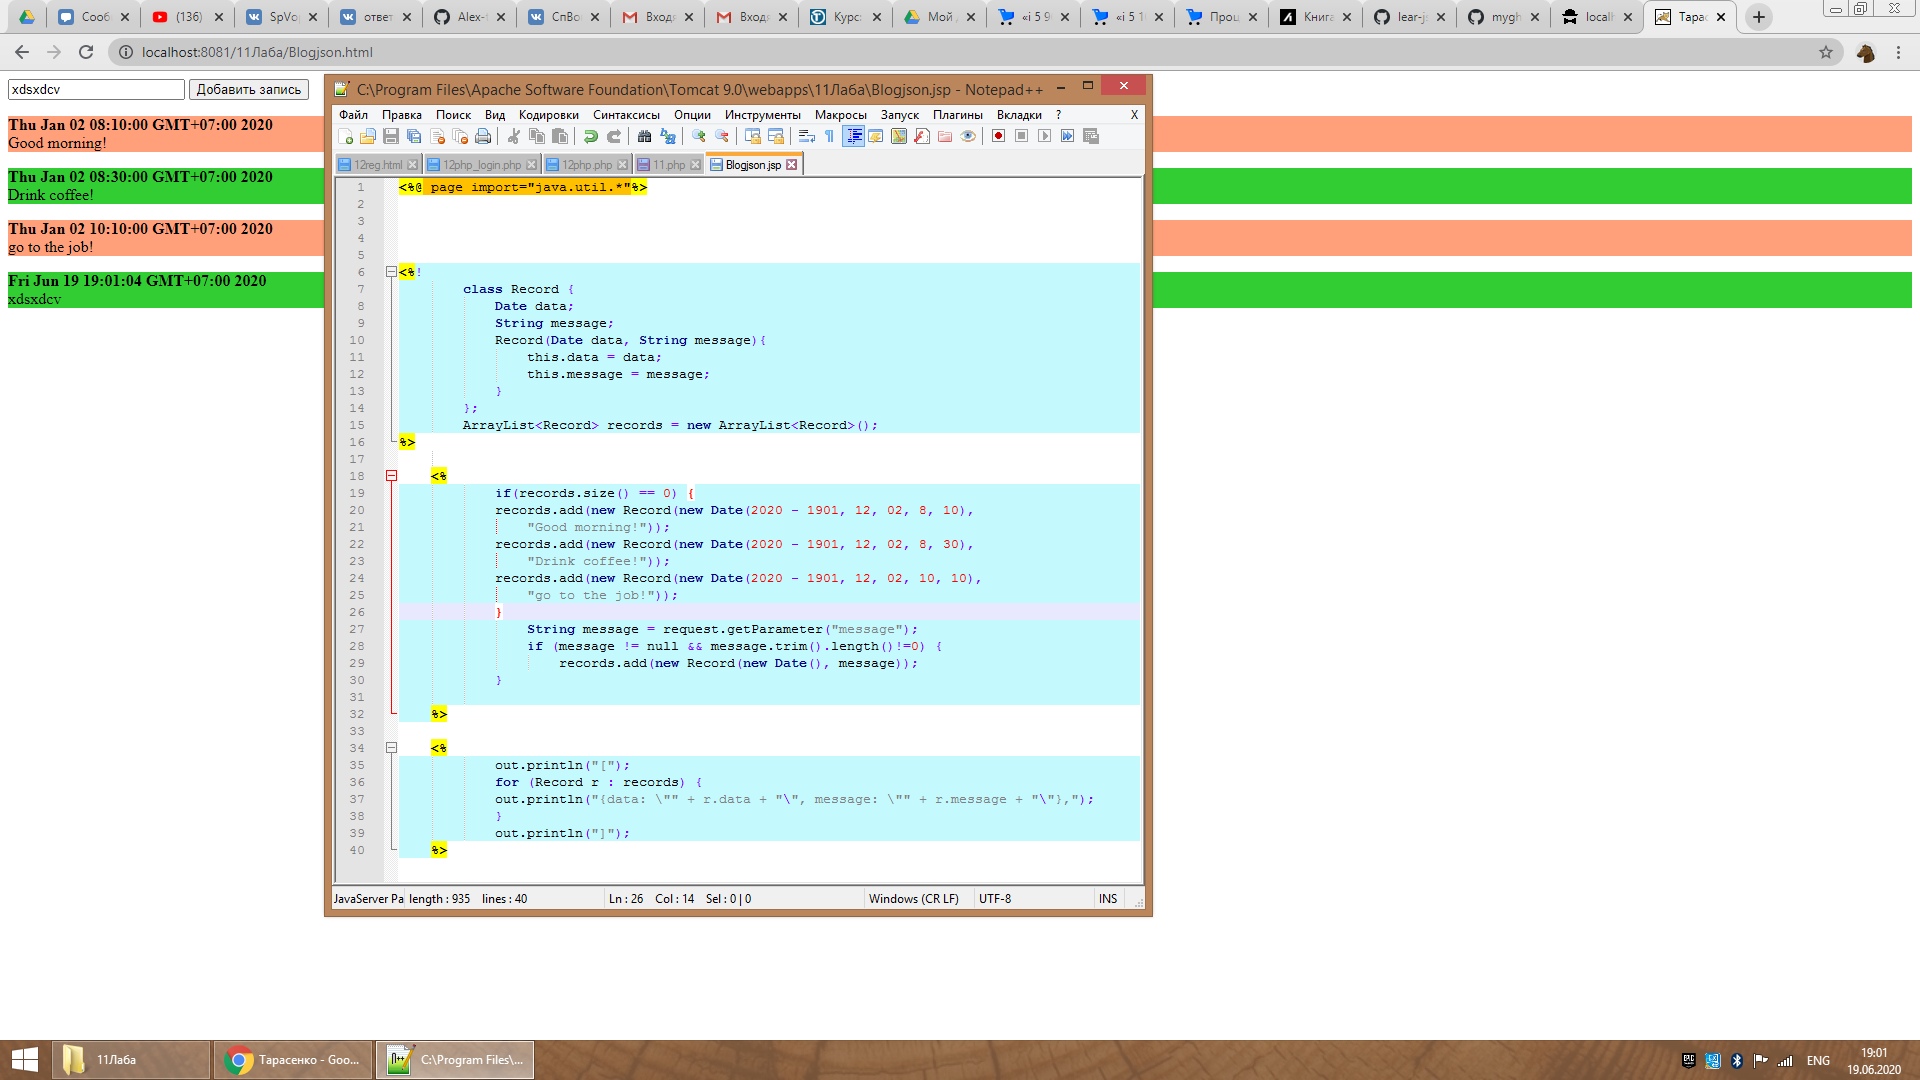 Сооб
(136)
SpVo
ответ
Alex-
СпВо
Входя
Входя
Курс:
Мой
«i 5 9
«i 5 1
Проц
Книга
lear-j
mygh
localh
Тарас
localhost:8081/11Лаба/Blogjson.html
xdsxdcv
Добавить запись
Thu Jan 02 08:10:00 GMT+07:00 2020
Good morning!
Thu Jan 02 08:30:00 GMT+07:00 2020
Drink coffee!
Thu Jan 02 10:10:00 GMT+07:00 2020
go to the job!
Fri Jun 19 19:01:04 GMT+07:00 2020
xdsxdcv
C:\Program Files\Apache Software Foundation\Tomcat 9.0\webapps\11Лаба\Blogjson.jsp - Notepad++
Файл Правка Поиск Вид Кодировки Синтаксисы Опции Инструменты Макросы Запуск Плагины Вкладки ? X
12reg.html 12php_login.php 12php.php 11.php Blogjson.jsp
1 <%@ page import="java.util.*"%>
2
3
4
5
6 <%!
7 class Record {
8 Date data;
9 String message;
10 Record(Date data, String message){
11 this.data = data;
12 this.message = message;
13 }
14 };
15 ArrayList<Record> records = new ArrayList<Record>();
16 %>
17
18 <%
19 if(records.size() == 0) {
20 records.add(new Record(new Date(2020 - 1901, 12, 02, 8, 10),
21 "Good morning!"));
22 records.add(new Record(new Date(2020 - 1901, 12, 02, 8, 30),
23 "Drink coffee!"));
24 records.add(new Record(new Date(2020 - 1901, 12, 02, 10, 10),
25 "go to the job!"));
26 }
27 String message = request.getParameter("message");
28 if (message != null && message.trim().length()!=0) {
29 records.add(new Record(new Date(), message));
30 }
31
32 %>
33
34 <%
35 out.println("[");
36 for (Record r : records) {
37 out.println("{data: \"" + r.data + "\", message: \"" + r.message + "\"},");
38 }
39 out.println("]");
40 %>
JavaServer Pa length : 935 lines : 40 Ln : 26 Col : 14 Sel : 0 | 0 Windows (CR LF) UTF-8 INS
11Лаба
Тарасенко - Goo...
C:\Program Files\...
ENG
19:01
19.06.2020